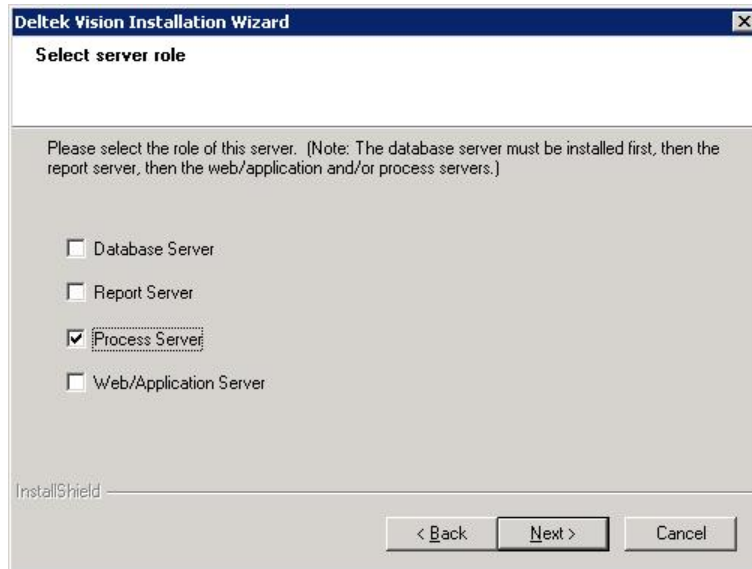 Deltek Vision Installation Wizard
Select server role
Please select the role of this server. (Note: The database server must be installed first, then the
report server, then the web/application and/or process servers.)
Database Server
Report Server
Process Server
Web/Application Server
InstallShield
< Back
Next >
Cancel